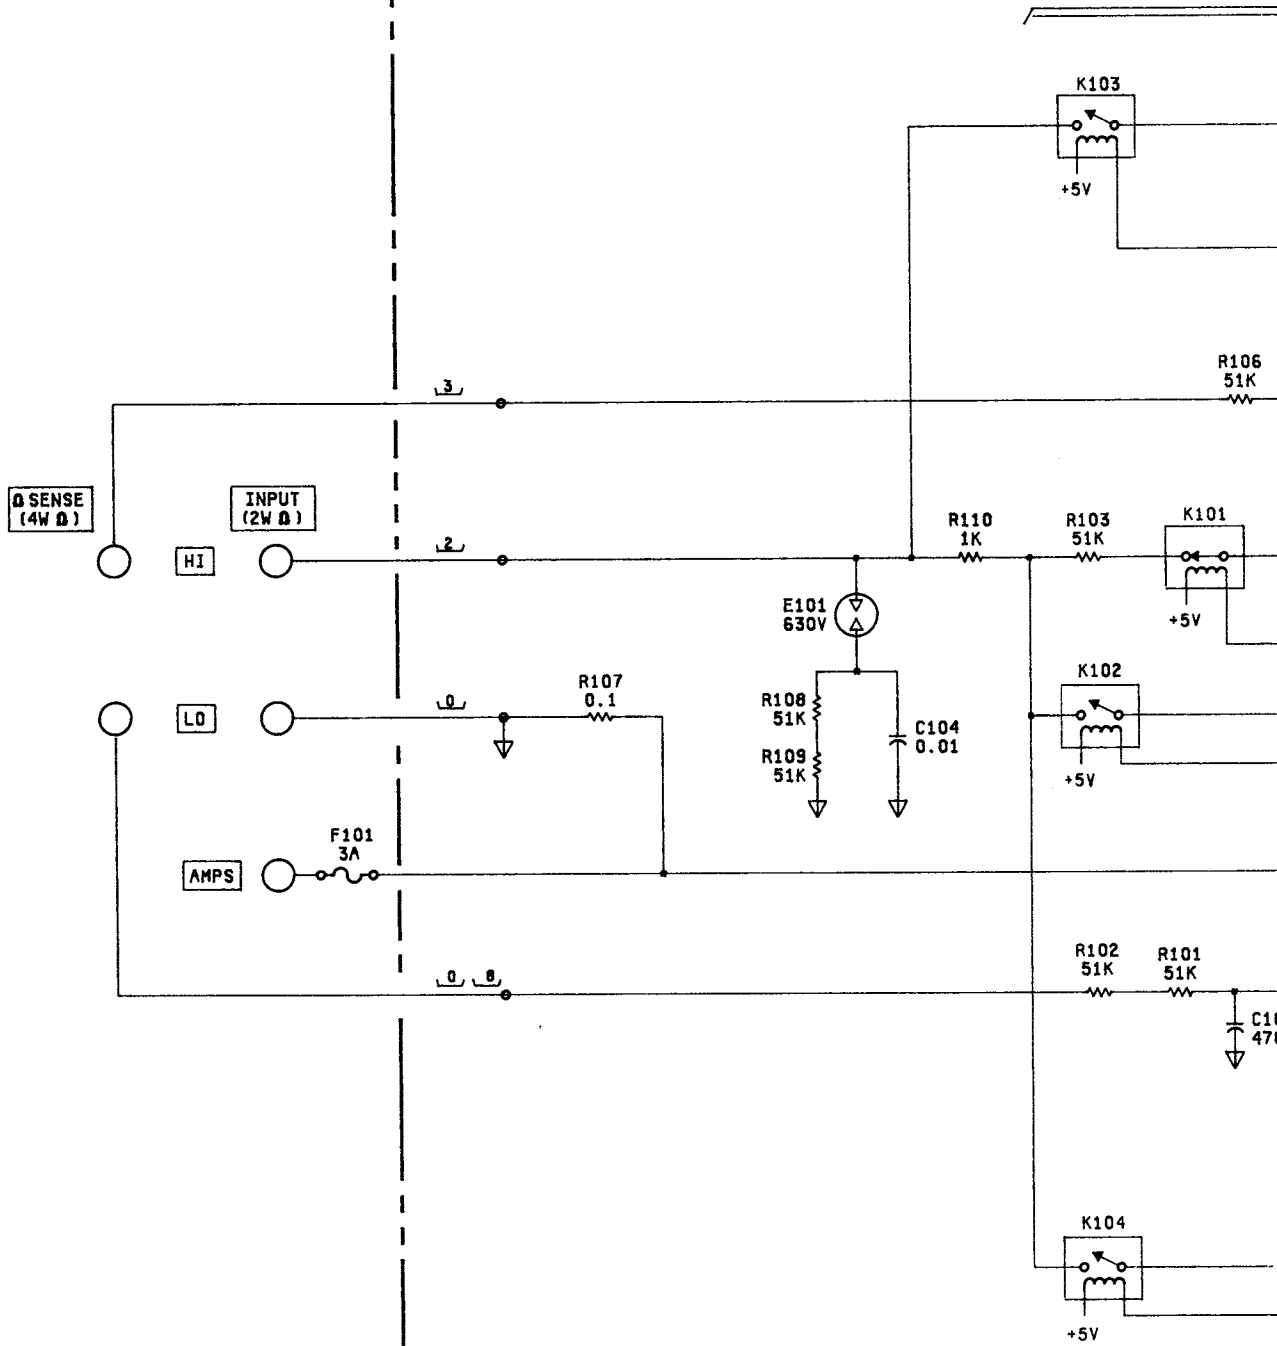 K103
+5V
3
R106
51K
Ω SENSE
(4W Ω)
INPUT
(2W Ω)
HI
2
R110
1K
R103
51K
K101
+5V
E101
630V
K102
+5V
LO
0
R107
0.1
R108
51K
R109
51K
C104
0.01
F101
3A
AMPS
0 8
R102
51K
R101
51K
K104
+5V